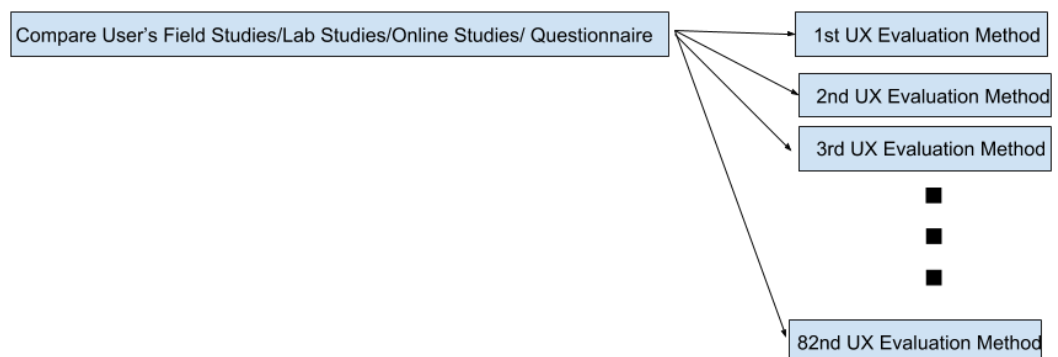 Compare User's Field Studies/Lab Studies/Online Studies/ Questionnaire
1st UX Evaluation Method
2nd UX Evaluation Method
3rd UX Evaluation Method
82nd UX Evaluation Method